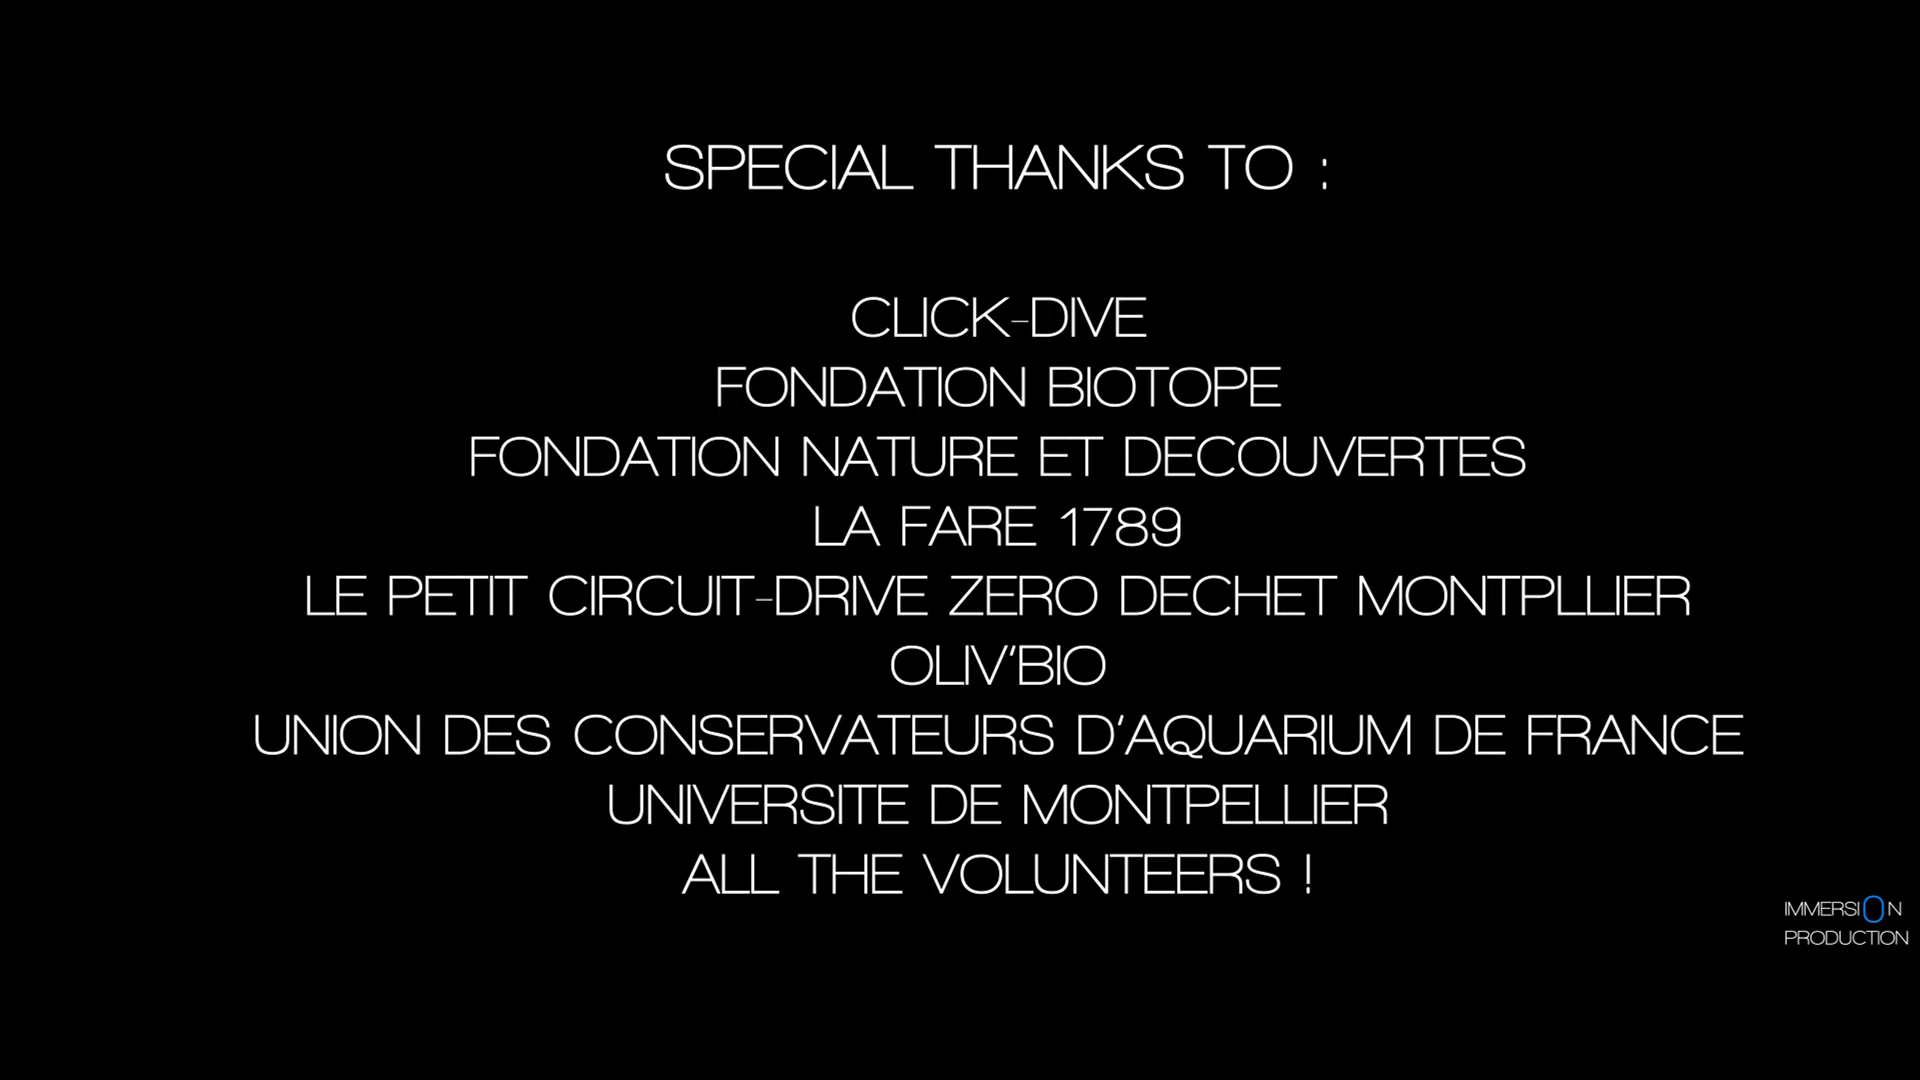 SPECIAL THANKS TO :
CLICK-DIVE
FONDATION BIOTOPE
FONDATION NATURE ET DECOUVERTES
LA FARE 1789
LE PETIT CIRCUIT-DRIVE ZERO DECHET MONTPLLIER
OLIV'BIO
UNION DES CONSERVATEURS D'AQUARIUM DE FRANCE
UNIVERSITE DE MONTPELLIER
ALL THE VOLUNTEERS !
IMMERSION
PRODUCTION